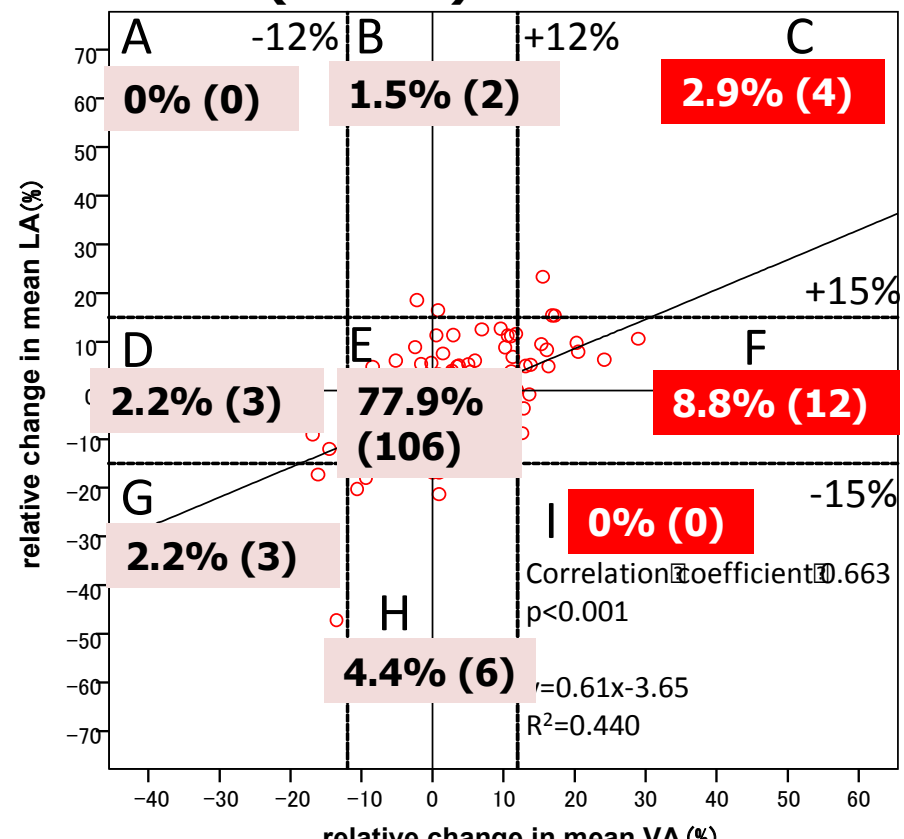 A -12% B +12% C
0% (0) 1.5% (2) 2.9% (4)
70
60
50
40
30
20
10
-10
-20
-30
-40
-50
-60
-70
relative change in mean LA(%)
+15%
D E F
2.2% (3) 77.9% 8.8% (12)
(106)
G -15%
I 0% (0)
2.2% (3)
Correlation coefficient 0.663
p<0.001
H
4.4% (6)
=0.61x-3.65
R²=0.440
-40 -30 -20 -10 0 10 20 30 40 50 60
relative change in mean VA(%)